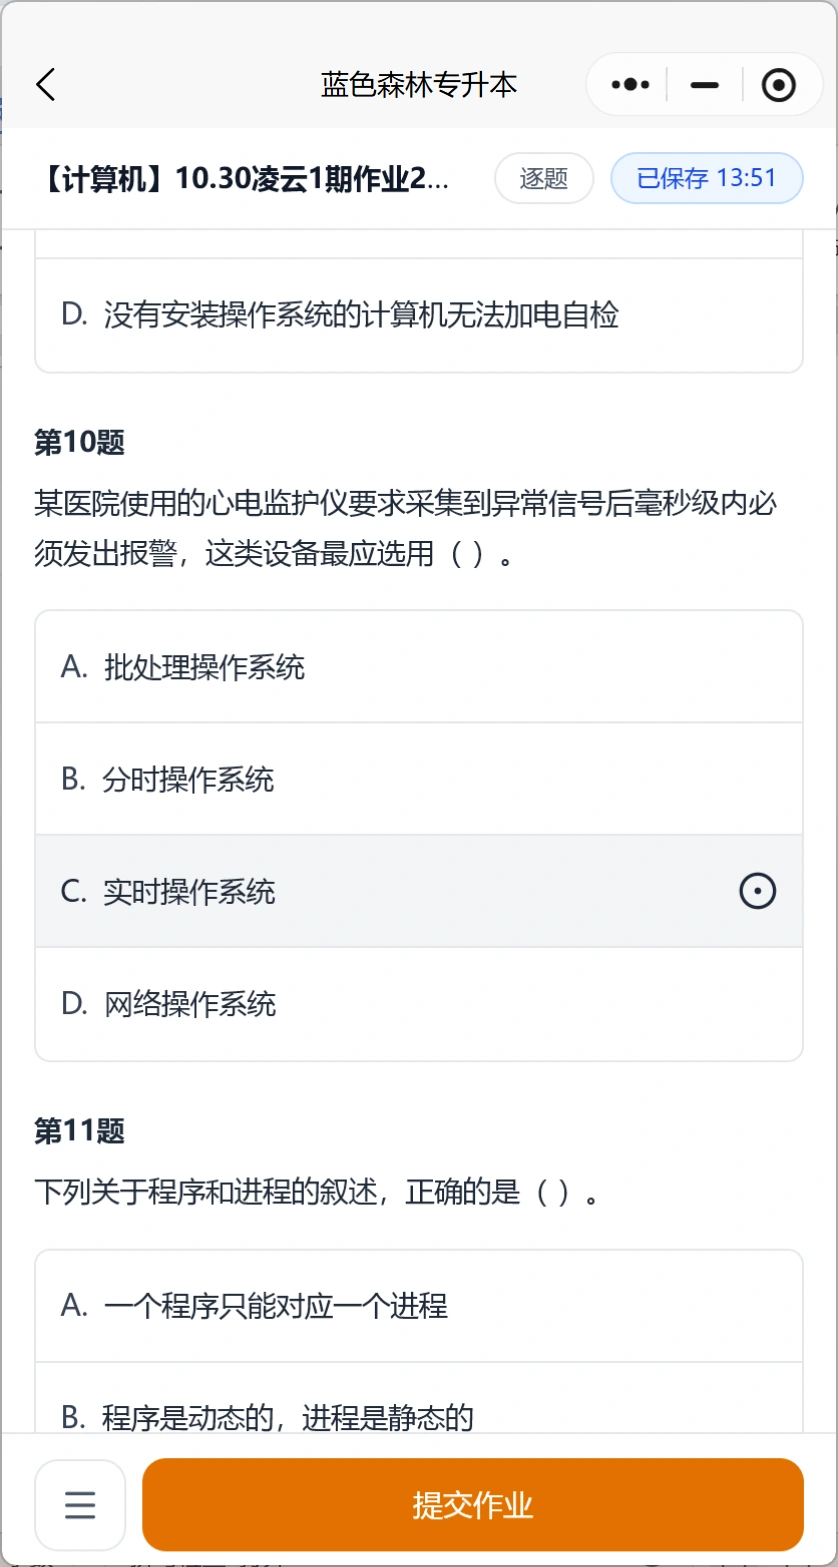 蓝色森林专升本
【计算机】10.30凌云1期作业2...
逐题
已保存 13:51
D. 没有安装操作系统的计算机无法加电自检
第10题
某医院使用的心电监护仪要求采集到异常信号后毫秒级内必
须发出报警，这类设备最应选用（ ）。
A. 批处理操作系统
B. 分时操作系统
C. 实时操作系统
D. 网络操作系统
第11题
下列关于程序和进程的叙述，正确的是（ ）。
A. 一个程序只能对应一个进程
B. 程序是动态的，进程是静态的
提交作业